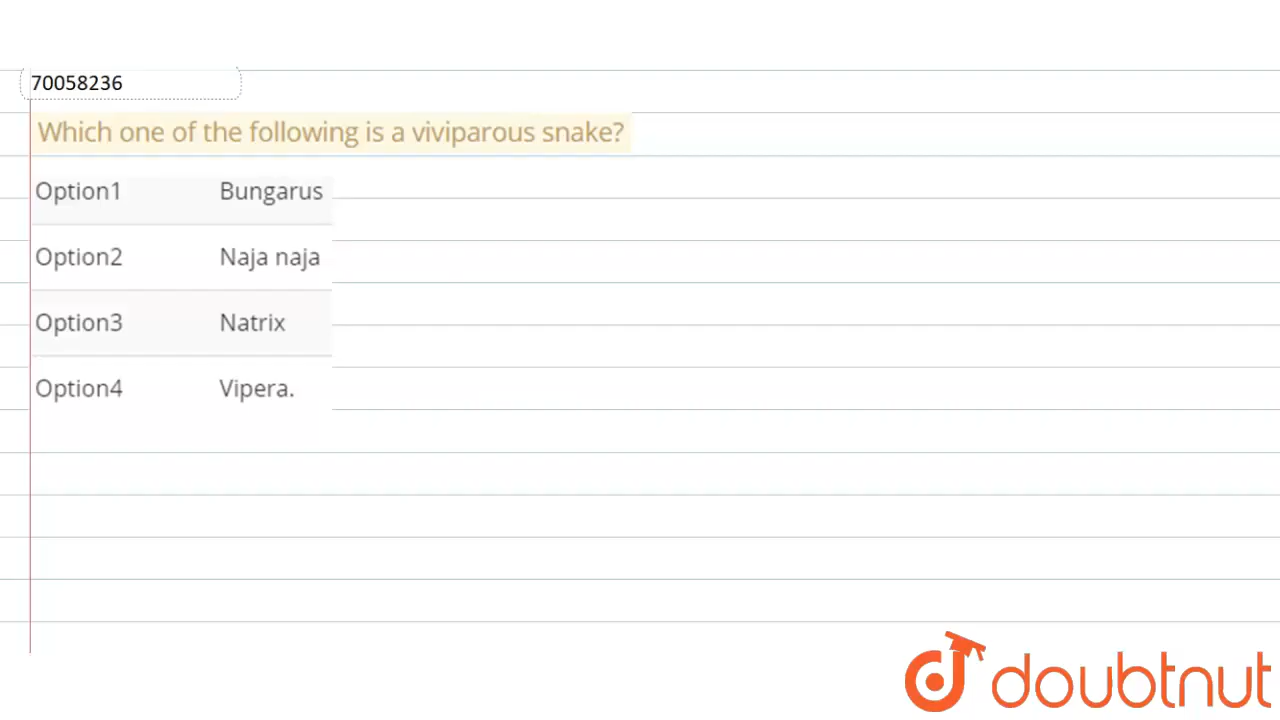 70058236
Which one of the following is a viviparous snake?
Option1 Bungarus
Option2 Naja naja
Option3 Natrix
Option4 Vipera.
doubtnut